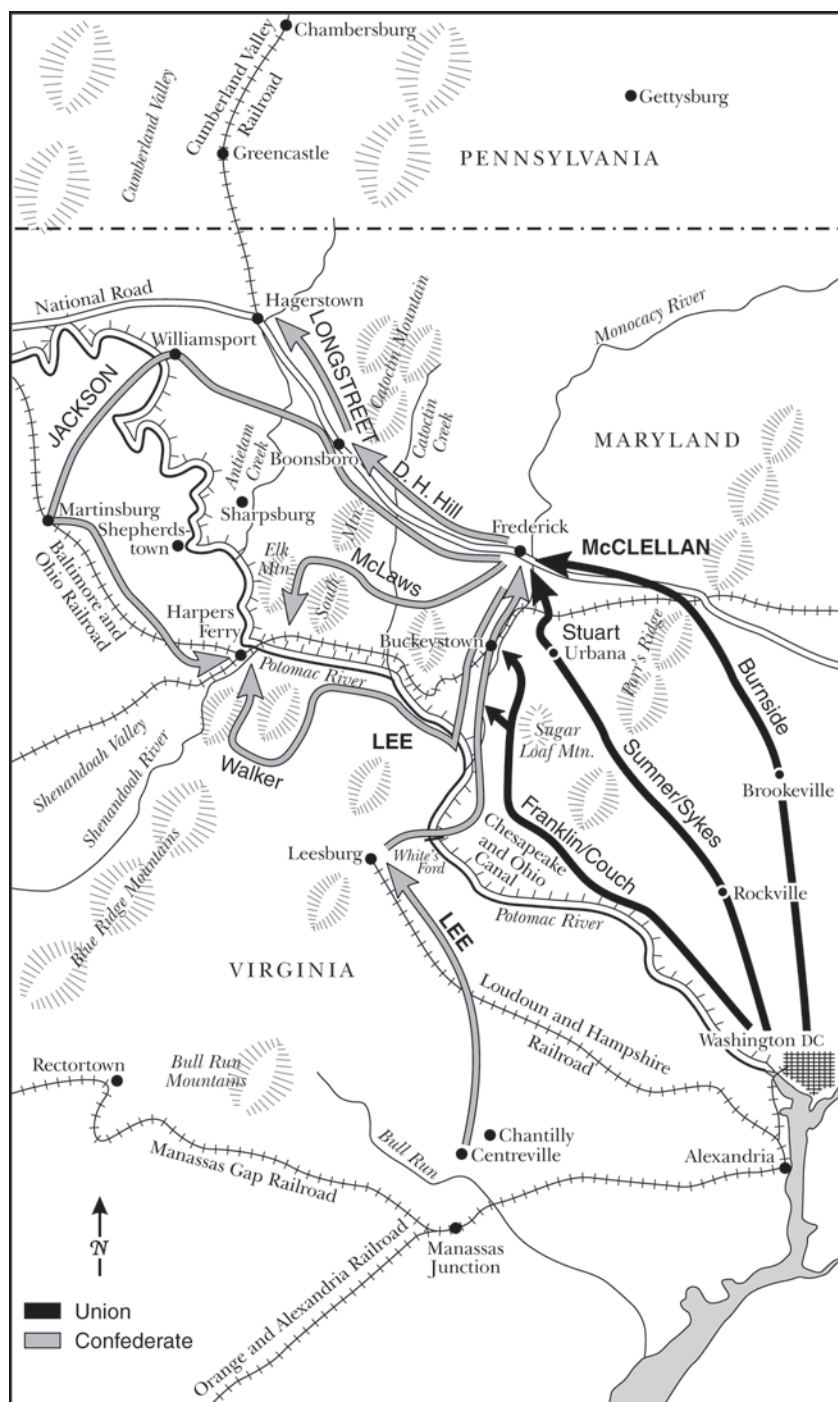 Chambersburg
Cumberland Valley
Railroad
Cumberland Valley
Gettysburg
Greencastle
PENNSYLVANIA
National Road
Hagerstown
Monocacy River
Williamsport
LONGSTREET
Catoctin Mountain
JACKSON
Catoctin
Creek
Antietam
Creek
MARYLAND
Boonsboro
D. H. Hill
Martinsburg
Sharpsburg
Mtn.
Frederick
McCLELLAN
Shepherds-
town
Elk
Mtn.
McLaws
South
Baltimore and
Ohio Railroad
Harpers
Ferry
Buckeystown
Stuart
Urbana
Parr's Ridge
Burnside
Potomac River
Shenandoah Valley
Shenandoah River
Walker
LEE
Sugar
Loaf Mtn.
Sumner/Sykes
Brookeville
Franklin/Couch
Chesapeake
and Ohio
Canal
Leesburg
White's
Ford
Rockville
Blue Ridge Mountains
LEE
Potomac River
VIRGINIA
Loudoun and Hampshire
Railroad
Washington DC
Rectortown
Bull Run
Mountains
Chantilly
Centreville
Bull Run
Alexandria
Manassas Gap Railroad
Manassas
Junction
N
Orange and Alexandria Railroad
Union
Confederate